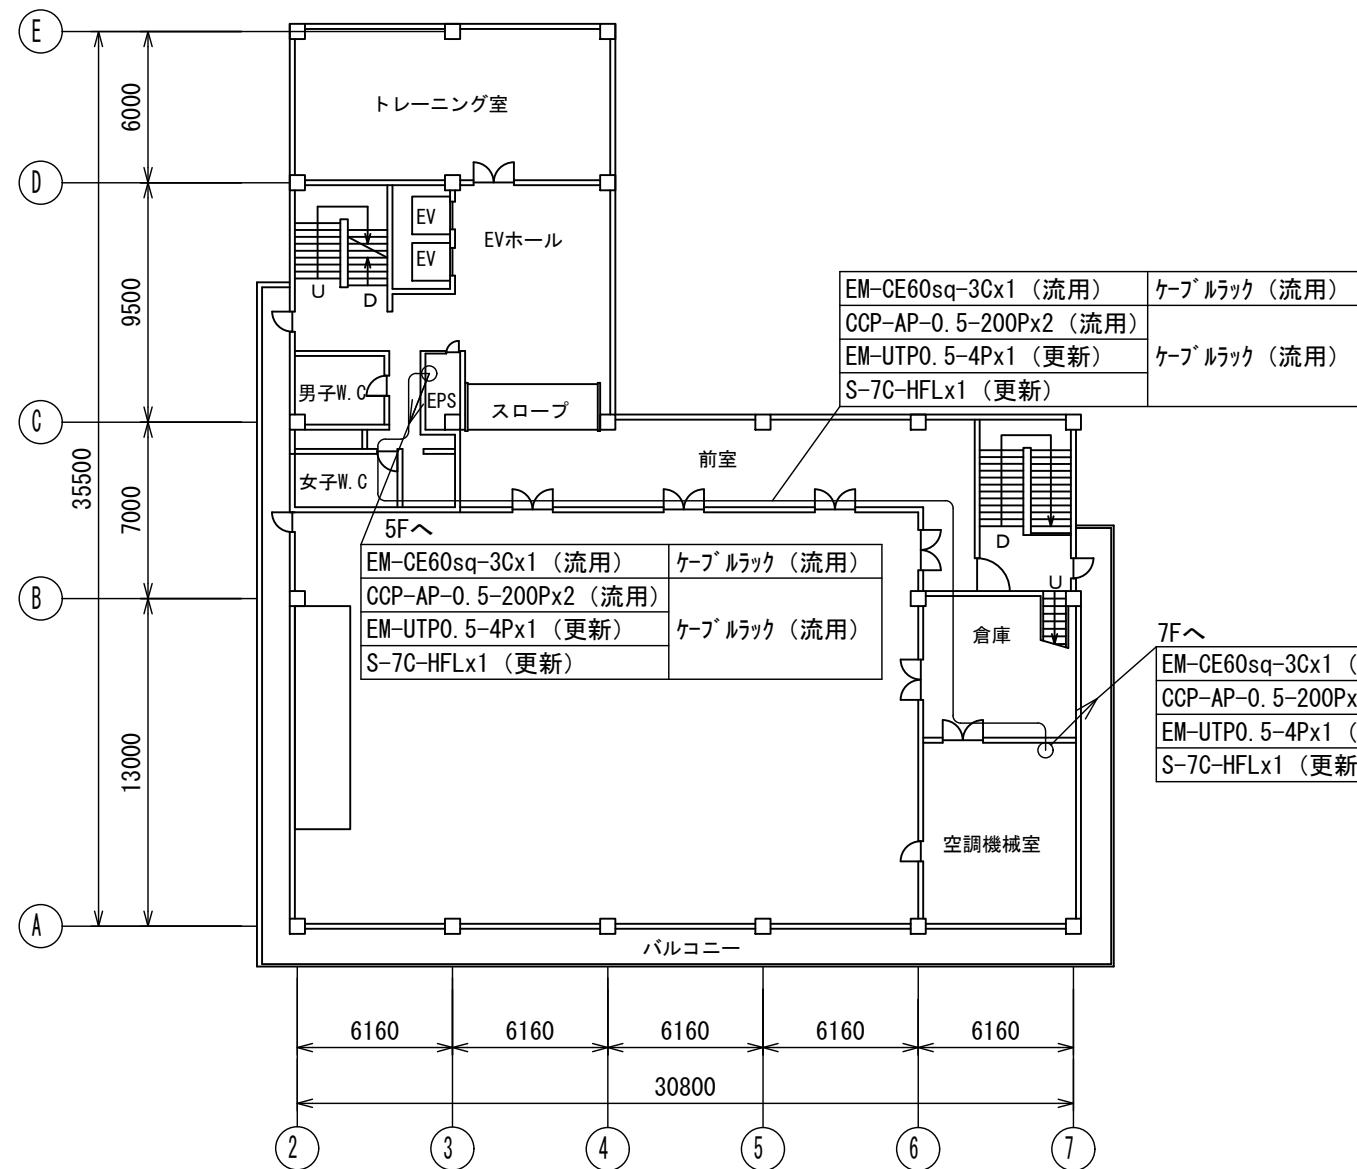 E
6000
トレーニング室
D
EV
EV
EVホール
U
D
9500
EM-CE60sq-3Cx1 (流用)
ケーブルラック (流用)
CCP-AP-0.5-200Px2 (流用)
EM-UTP0.5-4Px1 (更新)
ケーブルラック (流用)
S-7C-HFLx1 (更新)
男子W.C
EPS
スロープ
C
35500
前室
女子W.C
7000
5Fへ
EM-CE60sq-3Cx1 (流用)
ケーブルラック (流用)
CCP-AP-0.5-200Px2 (流用)
EM-UTP0.5-4Px1 (更新)
ケーブルラック (流用)
S-7C-HFLx1 (更新)
D
U
B
倉庫
7Fへ
EM-CE60sq-3Cx1 (
CCP-AP-0.5-200Px
EM-UTP0.5-4Px1 (
S-7C-HFLx1 (更新
13000
空調機械室
A
バルコニー
6160
6160
6160
6160
6160
30800
2
3
4
5
6
7